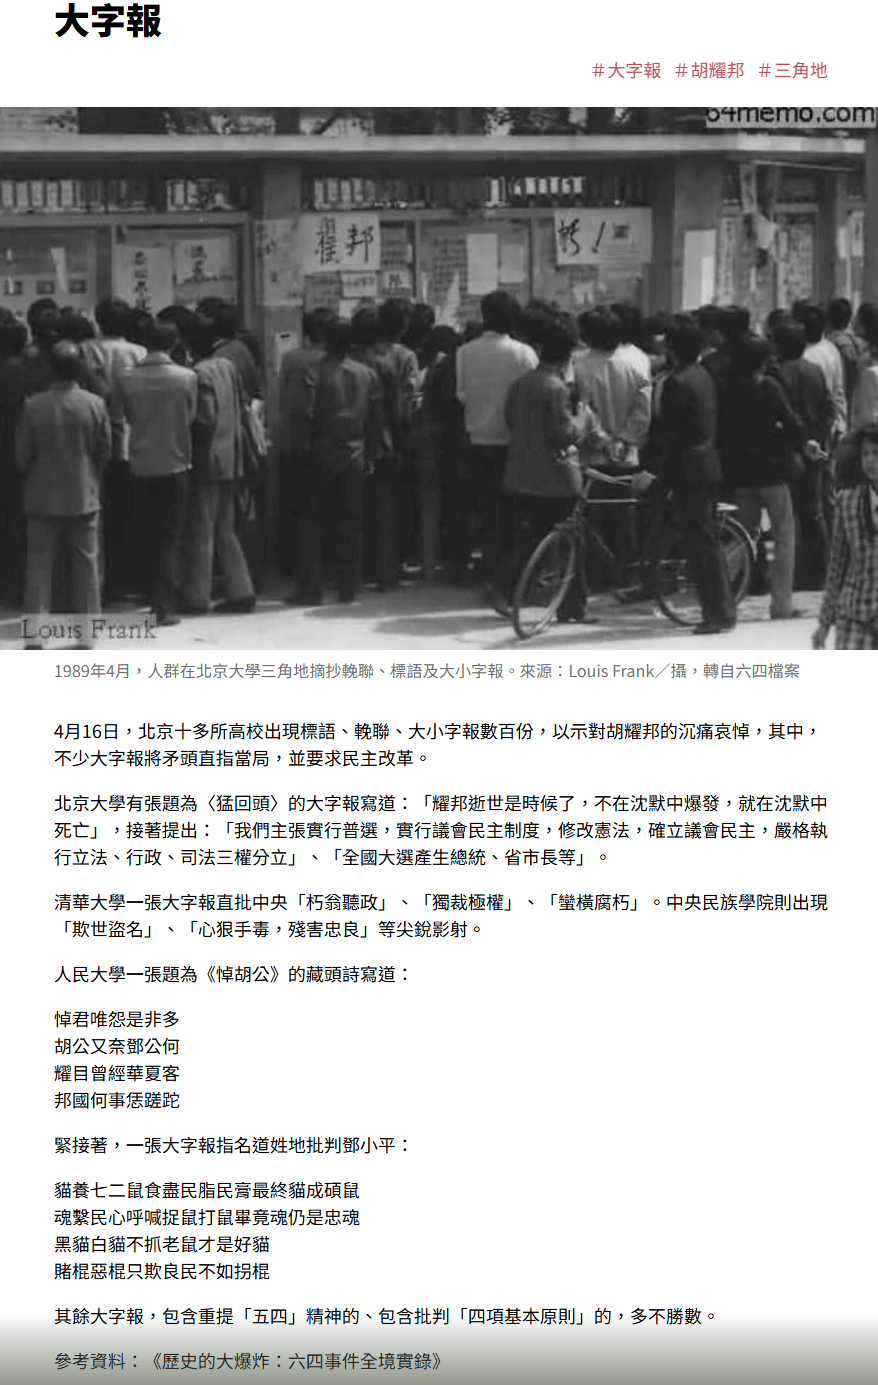 大字報
＃大字報 ＃胡耀邦 ＃三角地
64memo.com
耀邦
Louis Frank
1989年4月，人群在北京大學三角地摘抄輓聯、標語及大小字報。來源：Louis Frank／攝，轉自六四檔案
4月16日，北京十多所高校出現標語、輓聯、大小字報數百份，以示對胡耀邦的沉痛哀悼，其中，
不少大字報將矛頭直指當局，並要求民主改革。
北京大學有張題為〈猛回頭〉的大字報寫道：「耀邦逝世是時候了，不在沈默中爆發，就在沈默中
死亡」，接著提出：「我們主張實行普選，實行議會民主制度，修改憲法，確立議會民主，嚴格執
行立法、行政、司法三權分立」、「全國大選產生總統、省市長等」。
清華大學一張大字報直批中央「朽翁聽政」、「獨裁極權」、「蠻橫腐朽」。中央民族學院則出現
「欺世盜名」、「心狠手毒，殘害忠良」等尖銳影射。
人民大學一張題為《悼胡公》的藏頭詩寫道：
悼君唯怨是非多
胡公又奈鄧公何
耀目曾經華夏客
邦國何事恁蹉跎
緊接著，一張大字報指名道姓地批判鄧小平：
貓養七二鼠食盡民脂民膏最終貓成碩鼠
魂繫民心呼喊捉鼠打鼠畢竟魂仍是忠魂
黑貓白貓不抓老鼠才是好貓
賭棍惡棍只欺良民不如拐棍
其餘大字報，包含重提「五四」精神的、包含批判「四項基本原則」的，多不勝數。
參考資料：《歷史的大爆炸：六四事件全境實錄》